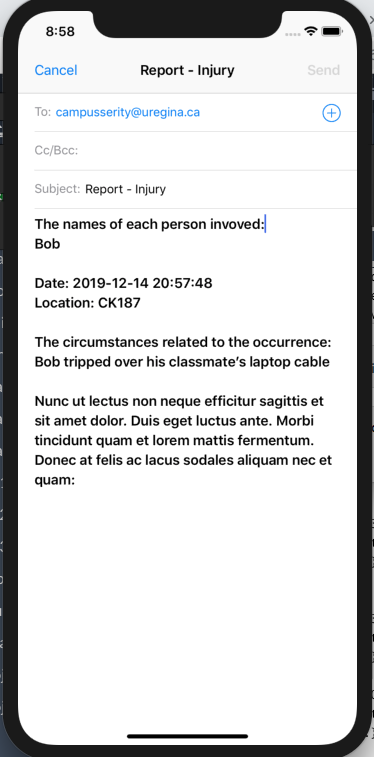 8:58
Cancel
Report - Injury
Send
To: campusserity@uregina.ca
Cc/Bcc:
Subject: Report - Injury
The names of each person invoved:
Bob
Date: 2019-12-14 20:57:48
Location: CK187
The circumstances related to the occurrence:
Bob tripped over his classmate’s laptop cable
Nunc ut lectus non neque efficitur sagittis et
sit amet dolor. Duis eget luctus ante. Morbi
tincidunt quam et lorem mattis fermentum.
Donec at felis ac lacus sodales aliquam nec et
quam: